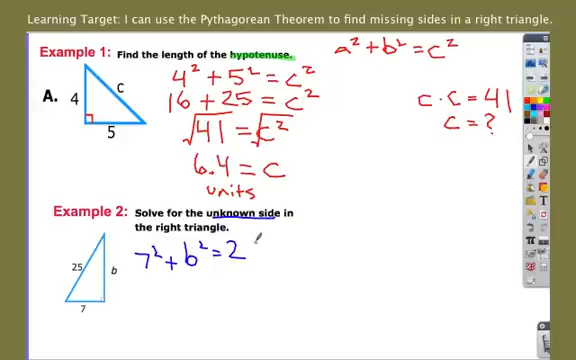 Learning Target: I can use the Pythagorean Theorem to find missing sides in a right triangle.
Example 1: Find the length of the hypotenuse.
a² + b² = c²
A.
4
c
5
4² + 5² = c²
16 + 25 = c²
√41 = √c²
6.4 = c
units
c · c = 41
c = ?
Example 2: Solve for the unknown side in
the right triangle.
25
b
7
7² + b² = 2